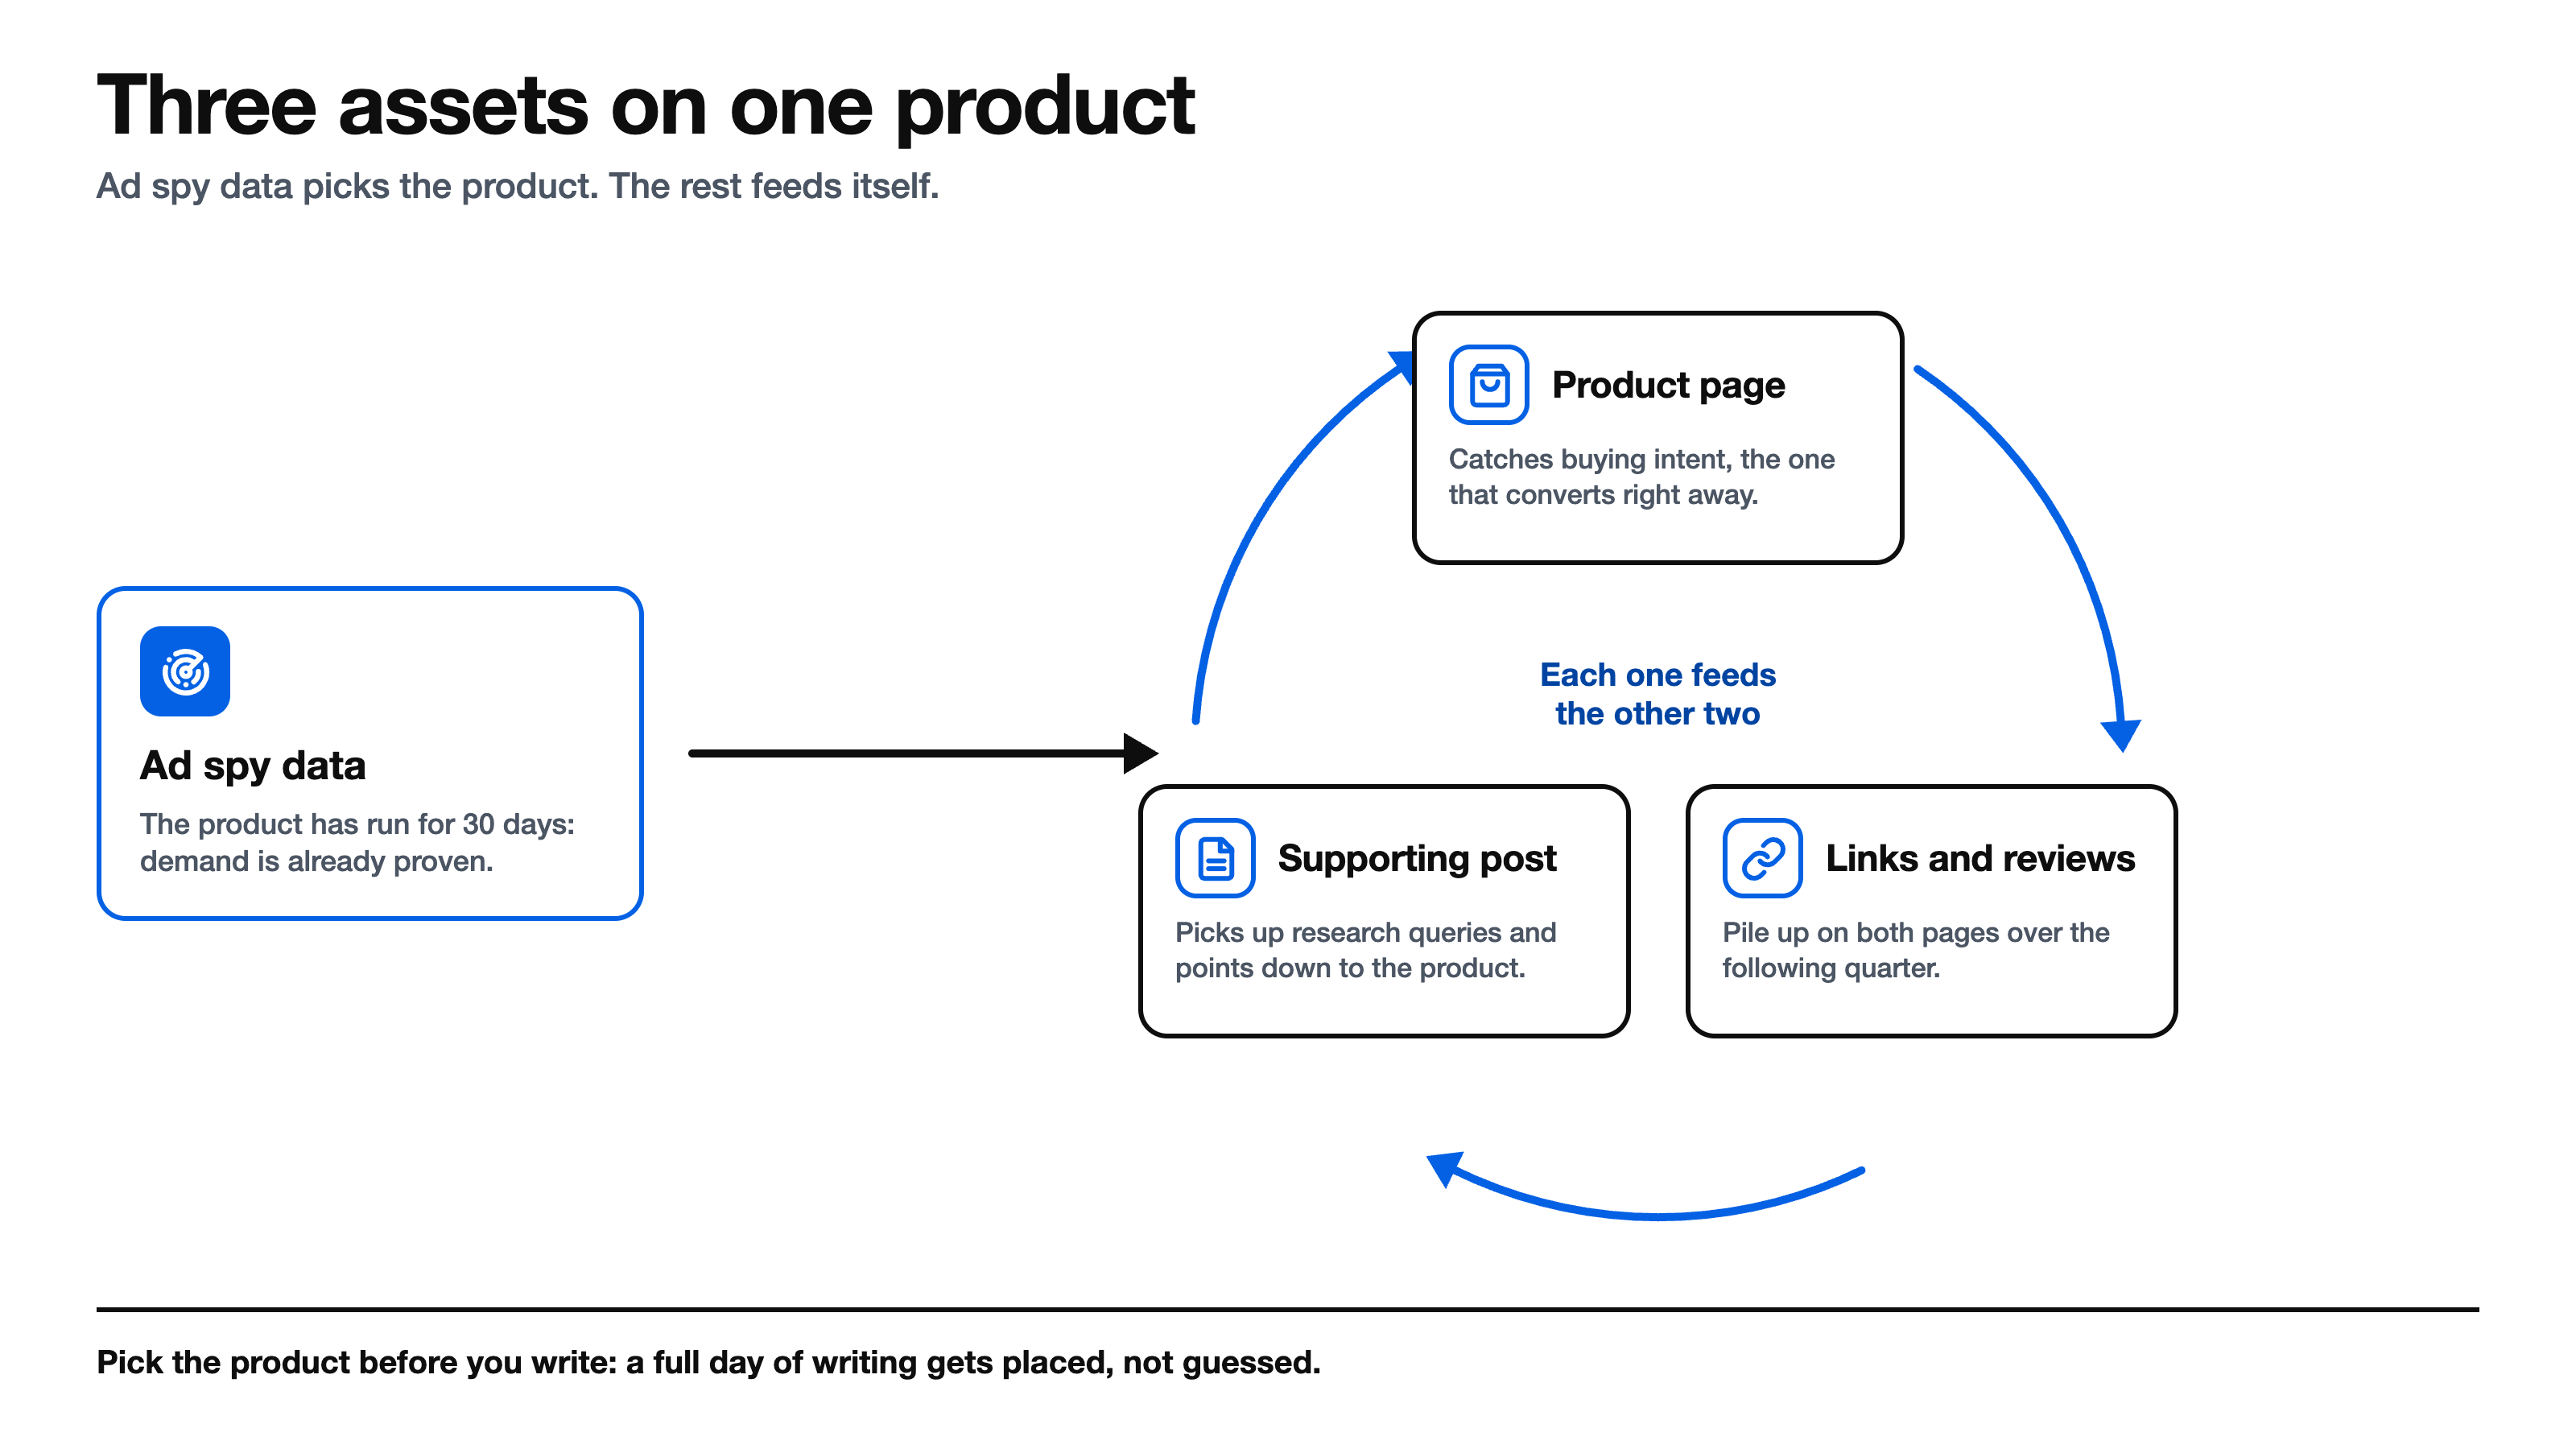 Three assets on one product
Ad spy data picks the product. The rest feeds itself.
Ad spy data
The product has run for 30 days:
demand is already proven.
Product page
Catches buying intent, the one
that converts right away.
Each one feeds
the other two
Supporting post
Picks up research queries and
points down to the product.
Links and reviews
Pile up on both pages over the
following quarter.
Pick the product before you write: a full day of writing gets placed, not guessed.